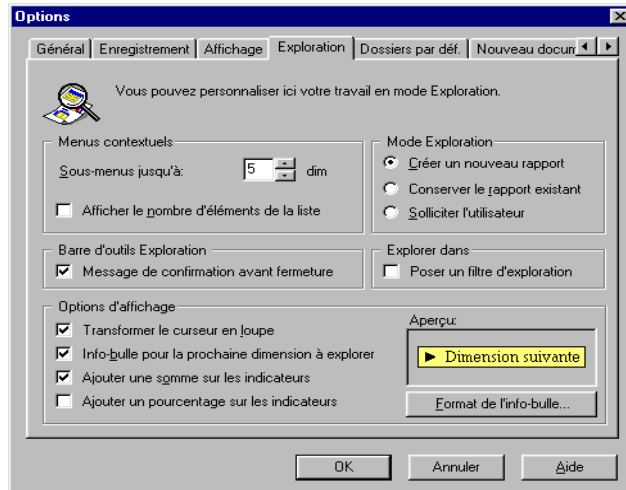 Options
Général Enregistrement Affichage Exploration Dossiers par déf. Nouveau docum
Vous pouvez personnaliser ici votre travail en mode Exploration.
Menus contextuels
Sous-menus jusqu'à: 5 dim
Afficher le nombre d'éléments de la liste
Mode Exploration
Créer un nouveau rapport
Conserver le rapport existant
Solliciter l'utilisateur
Barre d'outils Exploration
Message de confirmation avant fermeture
Explorer dans
Poser un filtre d'exploration
Options d'affichage
Transformer le curseur en loupe
Info-bulle pour la prochaine dimension à explorer
Ajouter une somme sur les indicateurs
Ajouter un pourcentage sur les indicateurs
Aperçu:
Dimension suivante
Format de l'info-bulle...
OK Annuler Aide